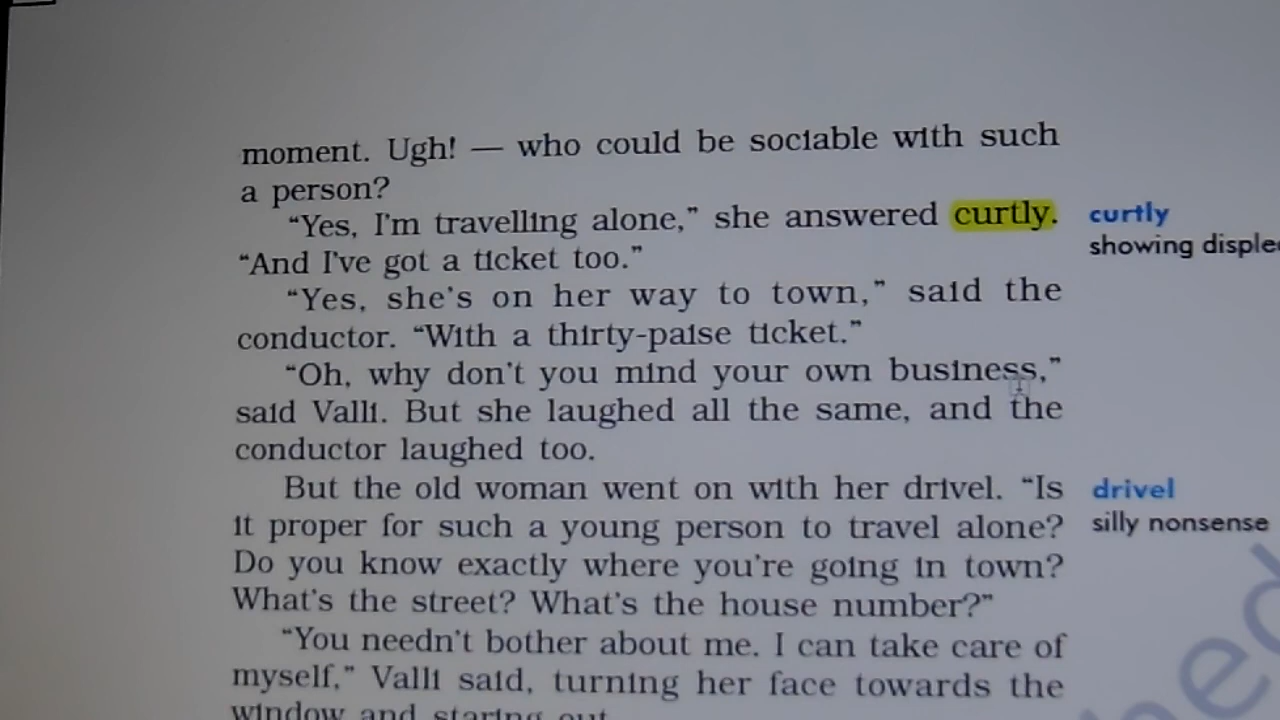 moment. Ugh! — who could be sociable with such
a person?
“Yes, I'm travelling alone,” she answered curtly.
“And I've got a ticket too.”
“Yes, she's on her way to town,” said the
conductor. “With a thirty-paise ticket.”
“Oh, why don't you mind your own business,”
said Valli. But she laughed all the same, and the
conductor laughed too.
But the old woman went on with her drivel. “Is
it proper for such a young person to travel alone?
Do you know exactly where you're going in town?
What's the street? What's the house number?”
“You needn't bother about me. I can take care of
myself,” Valli said, turning her face towards the
window and staring out.
curtly
showing
drivel
silly nonsense